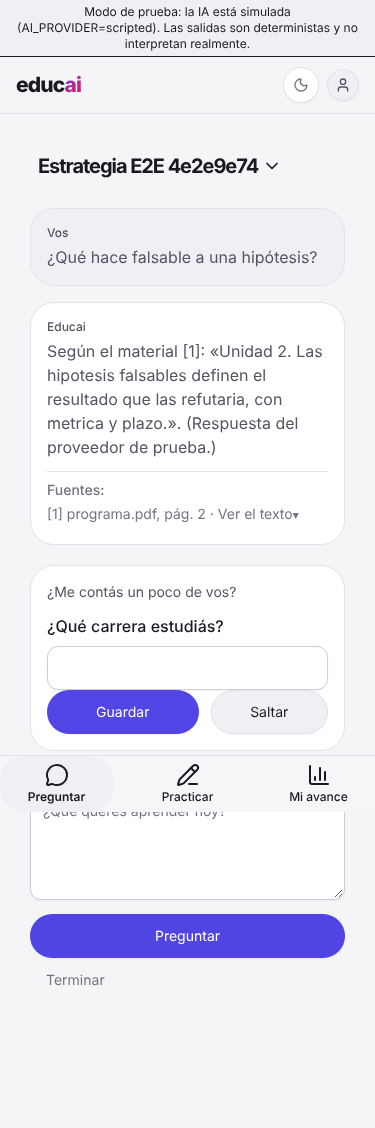 Modo de prueba: la IA está simulada
(AI_PROVIDER=scripted). Las salidas son deterministas y no
interpretan realmente.
educai
Estrategia E2E 4e2e9e74
Vos
¿Qué hace falsable a una hipótesis?
Educai
Según el material [1]: «Unidad 2. Las
hipotesis falsables definen el
resultado que las refutaria, con
metrica y plazo.». (Respuesta del
proveedor de prueba.)
Fuentes:
[1] programa.pdf, pág. 2 · Ver el texto▾
¿Me contás un poco de vos?
¿Qué carrera estudiás?
Guardar
Saltar
Preguntar
Practicar
Mi avance
¿Qué querés aprender hoy?
Preguntar
Terminar